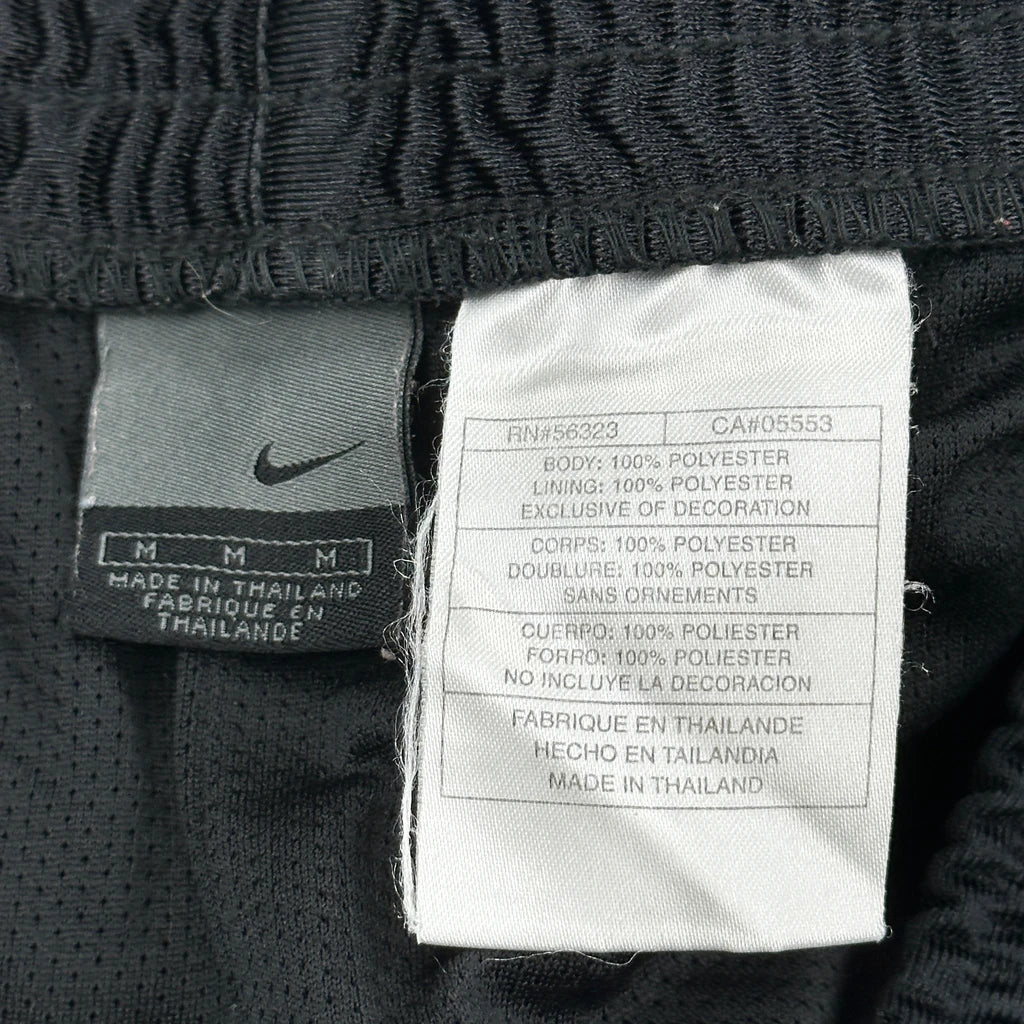 M M M
MADE IN THAILAND
FABRIQUE EN
THAILANDE
RN#56323 CA#05553
BODY: 100% POLYESTER
LINING: 100% POLYESTER
EXCLUSIVE OF DECORATION
CORPS: 100% POLYESTER
DOUBLURE: 100% POLYESTER
SANS ORNEMENTS
CUERPO: 100% POLIESTER
FORRO: 100% POLIESTER
NO INCLUYE LA DECORACION
FABRIQUE EN THAILANDE
HECHO EN TAILANDIA
MADE IN THAILAND